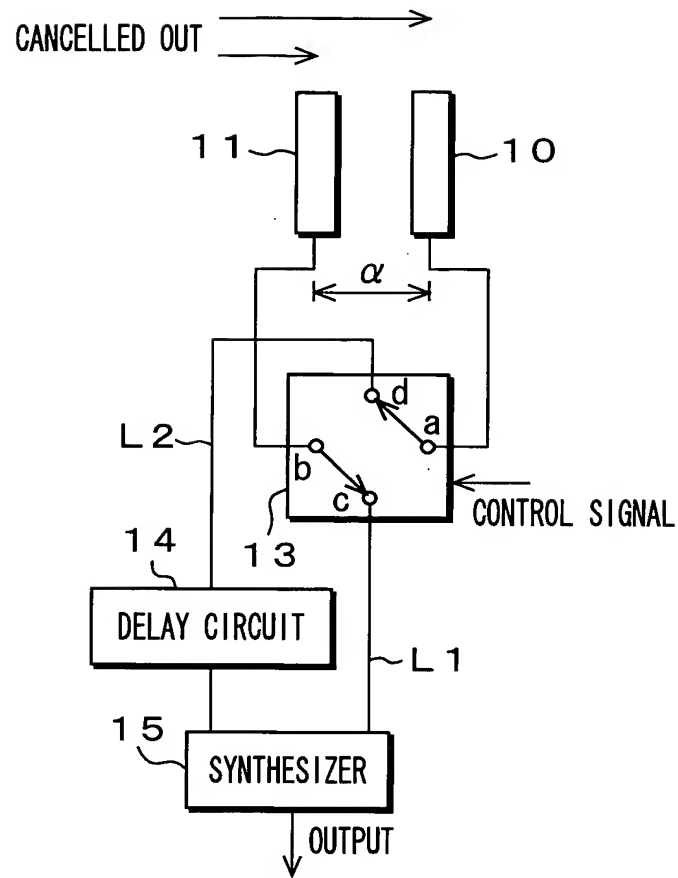 CANCELLED OUT
11
10
α
d
a
L2
b
c
CONTROL SIGNAL
13
14
DELAY CIRCUIT
L1
15
SYNTHESIZER
OUTPUT